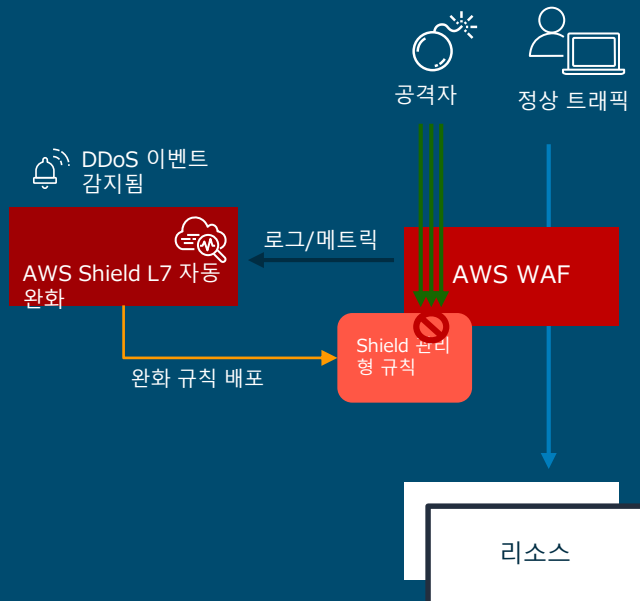 공격자
정상 트래픽
DDoS 이벤트
감지됨
로그/메트릭
AWS Shield L7 자동
완화
AWS WAF
Shield 관리
형 규칙
완화 규칙 배포
리소스